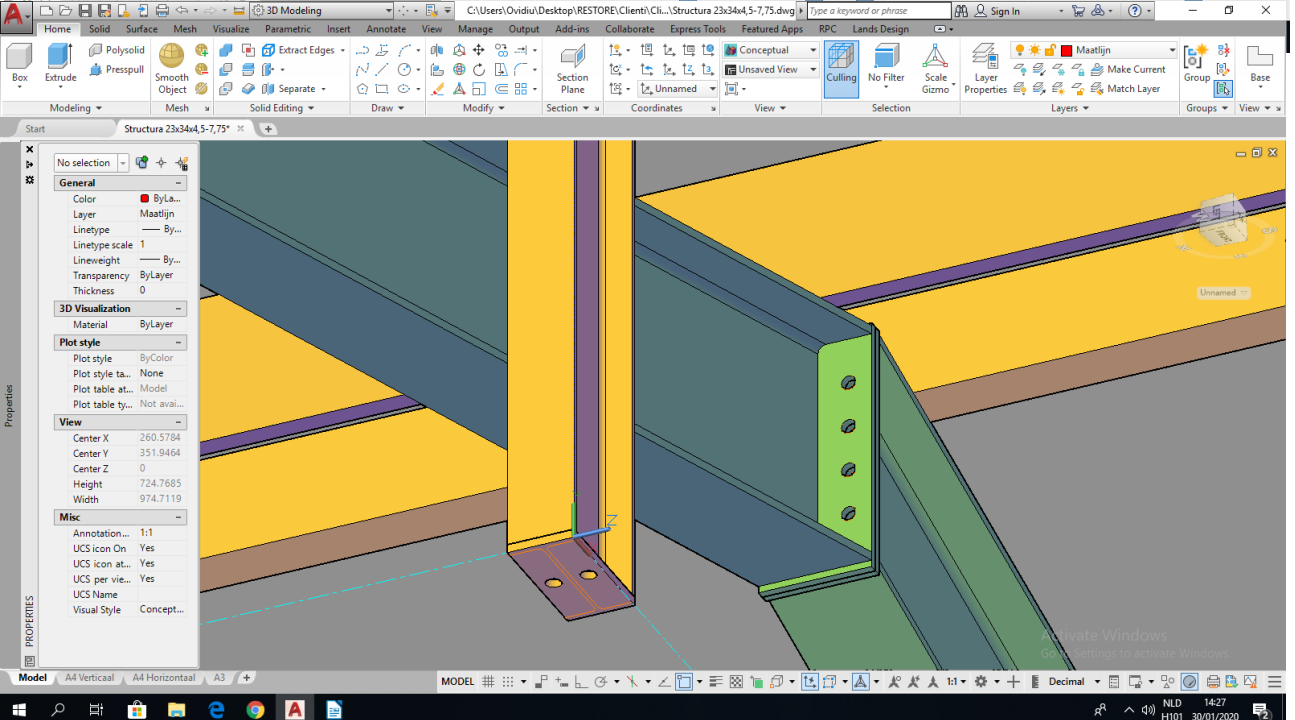 3D Modeling
C:\Users\Ovidiu\Desktop\RESTORE\Clienti\Cli...\Structura 23x34x4,5-7,75.dwg
Type a keyword or phrase
Sign In
Home Solid Surface Mesh Visualize Parametric Insert Annotate View Manage Output Add-ins Collaborate Express Tools Featured Apps RPC Lands Design
Box
Extrude
Polysolid
Presspull
Smooth
Object
Extract Edges
Separate
Section
Plane
Unnamed
Conceptual
Unsaved View
Culling
No Filter
Scale
Gizmo
Layer
Properties
Maatlijn
Make Current
Match Layer
Group
Base
Modeling Mesh Solid Editing Draw Modify Section Coordinates View Selection Layers Groups View
Start
Structura 23x34x4,5-7,75*
No selection
General
Color ByLa...
Layer Maatlijn
Linetype By...
Linetype scale 1
Lineweight By...
Transparency ByLayer
Thickness 0
3D Visualization
Material ByLayer
Plot style
Plot style ByColor
Plot style ta... None
Plot table at... Model
Plot table ty... Not avai...
View
Center X 260.5784
Center Y 351.9464
Center Z 0
Height 724.7685
Width 974.7119
Misc
Annotation... 1:1
UCS icon On Yes
UCS icon at... Yes
UCS per vie... Yes
UCS Name
Visual Style Concept...
Properties
PROPERTIES
Z
FRONT
Unnamed
Activate Windows
Go to Settings to activate Windows.
Model A4 Verticaal A4 Horizontaal A3
MODEL
1:1
Decimal
NLD
H101
14:27
30/01/2020
2